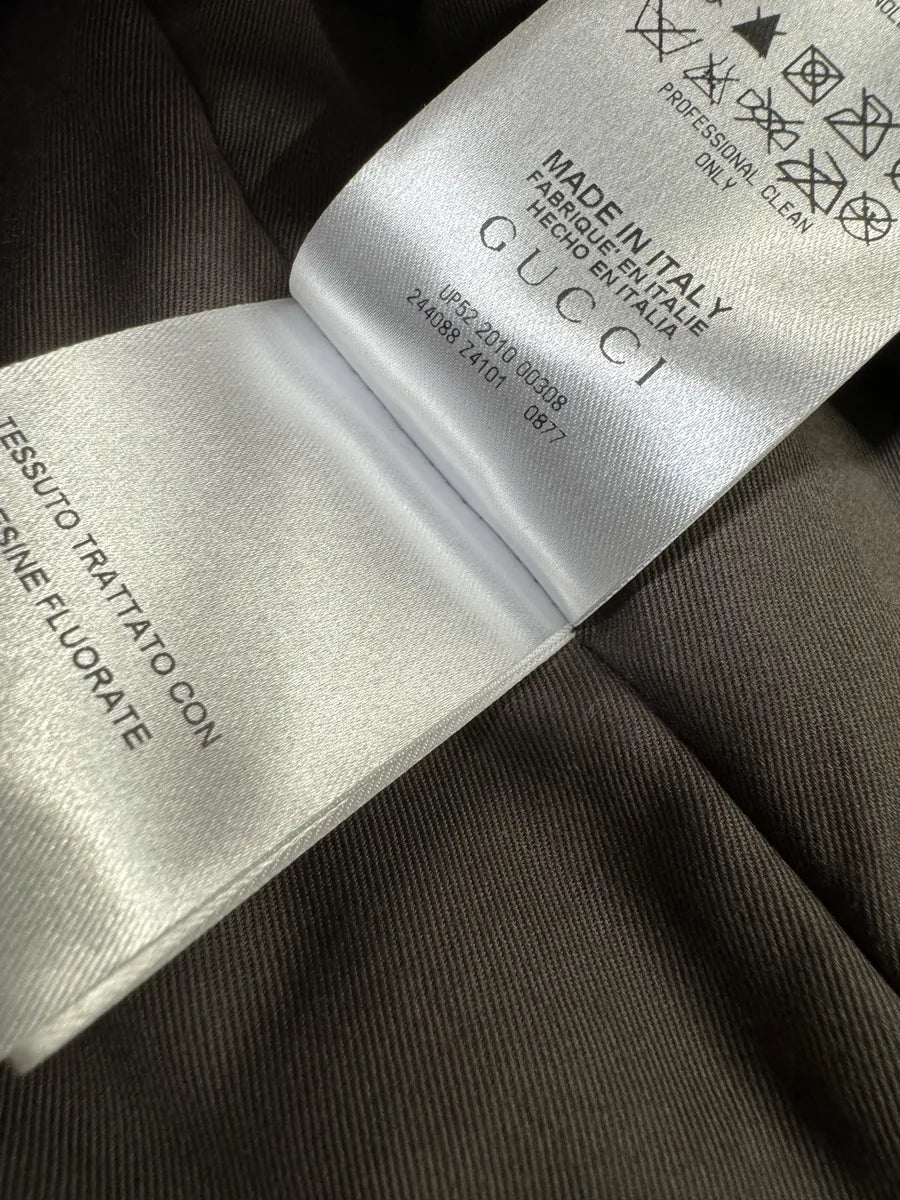 PROFESSIONAL CLEAN
ONLY
MADE IN ITALY
FABRIQUE' EN ITALIE
HECHO EN ITALIA
GUCCI
UP52 2010 00308
244088 Z4101 0877
TESSUTO TRATTATO CON
FLUORATE